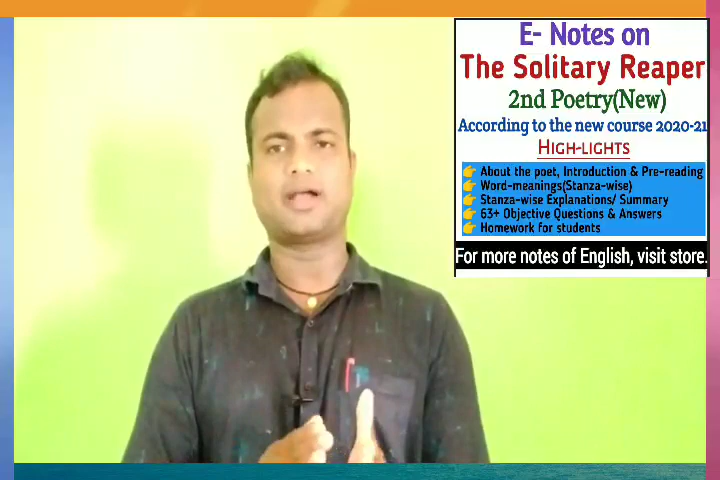 E- Notes on
The Solitary Reaper
2nd Poetry(New)
According to the new course 2020-21
HIGH-LIGHTS
👉 About the poet, Introduction & Pre-reading
👉 Word-meanings(Stanza-wise)
👉 Stanza-wise Explanations/ Summary
👉 63+ Objective Questions & Answers
👉 Homework for students
For more notes of English, visit store.